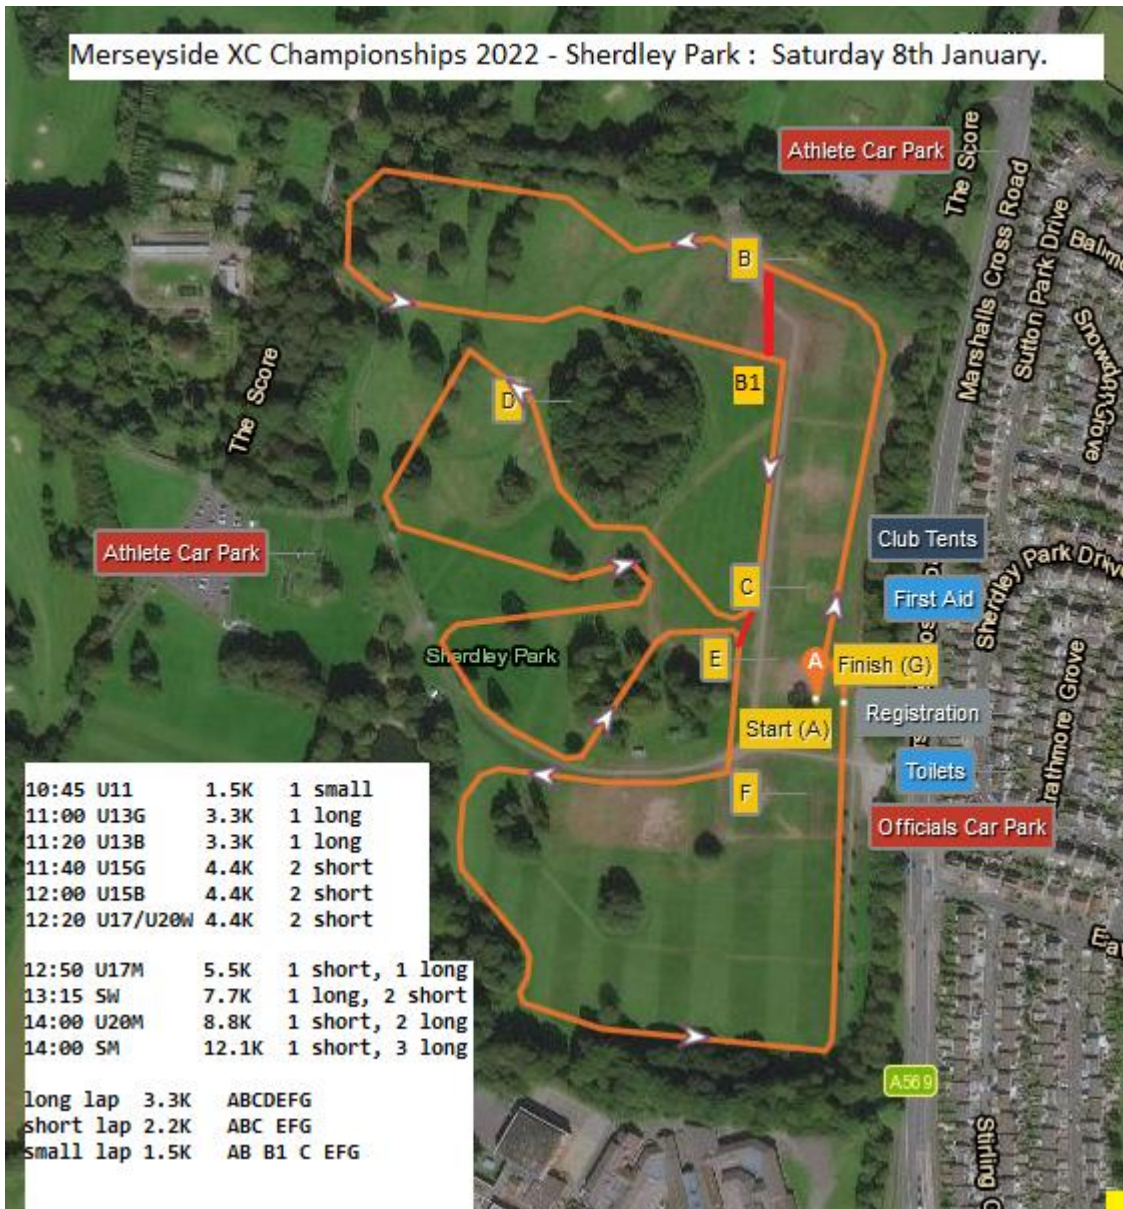 Merseyside XC Championships 2022 - Sherdley Park : Saturday 8th January.
Athlete Car Park
The Score
Marshalls Cross Road
Sutton Park Drive
B
B1
D
The Score
Athlete Car Park
Club Tents
Sherdley Park Drive
First Aid
C
E
Sherdley Park
A
Finish (G)
Start (A)
Registration
Toilets
F
Officials Car Park
10:45 U11 1.5K 1 small
11:00 U13G 3.3K 1 long
11:20 U13B 3.3K 1 long
11:40 U15G 4.4K 2 short
12:00 U15B 4.4K 2 short
12:20 U17/U20W 4.4K 2 short
12:50 U17M 5.5K 1 short, 1 long
13:15 SW 7.7K 1 long, 2 short
14:00 U20M 8.8K 1 short, 2 long
14:00 SM 12.1K 1 short, 3 long
long lap 3.3K ABCDEFG
short lap 2.2K ABC EFG
small lap 1.5K AB B1 C EFG
A569
Stirling